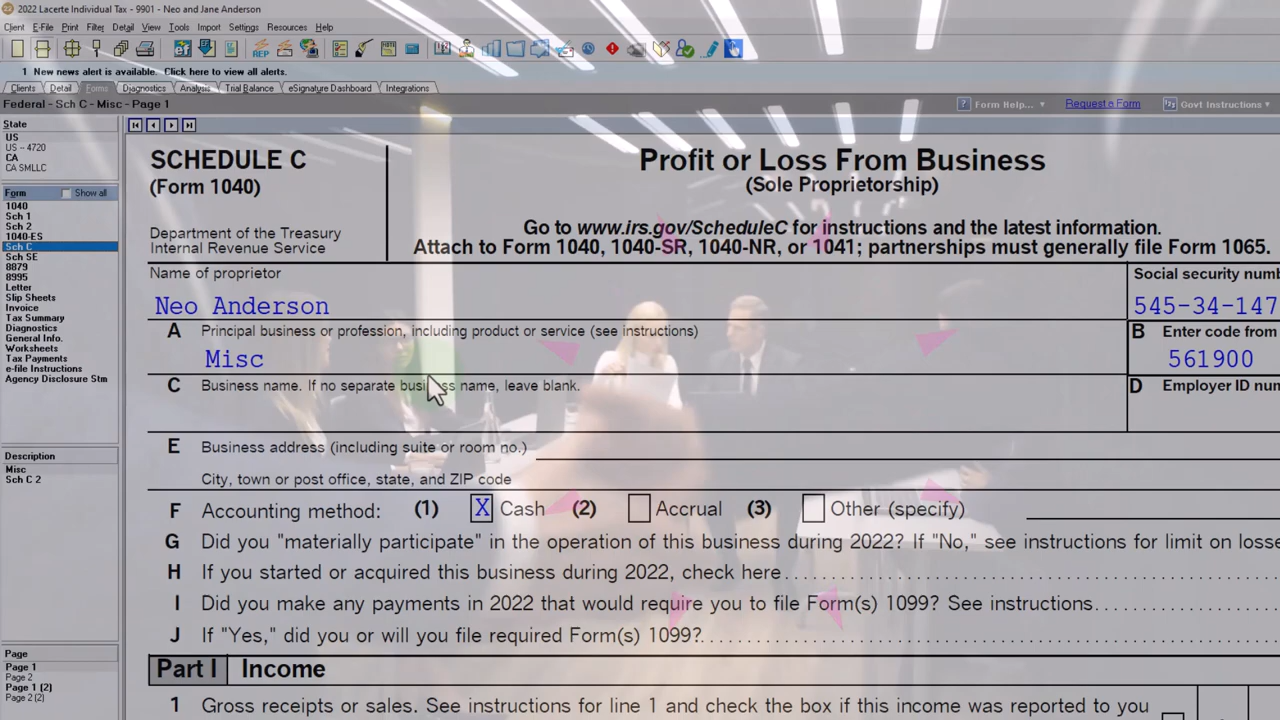 2022 Lacerte Individual Tax - 9901 - Neo and Jane Anderson
Client E-File Print Filter Detail View Tools Import Settings Resources Help
1 New news alert is available. Click here to view all alerts.
Clients Detail Forms Diagnostics Analysis Trial Balance eSignature Dashboard Integrations
Federal - Sch C - Misc - Page 1
Form Help... Request a Form Govt Instructions
State
US
US - 4720
CA
CA SMLLC
Form Show all
1040
Sch 1
Sch 2
1040-ES
Sch C
Sch SE
8879
8995
Letter
Slip Sheets
Invoice
Tax Summary
Diagnostics
General Info.
Worksheets
Tax Payments
e-file Instructions
Agency Disclosure Stm
Description
Misc
Sch C 2
Page
Page 1
Page 2
Page 1 (2)
Page 2 (2)
SCHEDULE C
(Form 1040)
Department of the Treasury
Internal Revenue Service
Profit or Loss From Business
(Sole Proprietorship)
Go to www.irs.gov/ScheduleC for instructions and the latest information.
Attach to Form 1040, 1040-SR, 1040-NR, or 1041; partnerships must generally file Form 1065.
Name of proprietor
Social security numb
Neo Anderson
545-34-147
A Principal business or profession, including product or service (see instructions)
B Enter code from
Misc
561900
C Business name. If no separate business name, leave blank.
D Employer ID num
E Business address (including suite or room no.)
City, town or post office, state, and ZIP code
F Accounting method: (1) X Cash (2) Accrual (3) Other (specify)
G Did you "materially participate" in the operation of this business during 2022? If "No," see instructions for limit on losse
H If you started or acquired this business during 2022, check here
I Did you make any payments in 2022 that would require you to file Form(s) 1099? See instructions
J If "Yes," did you or will you file required Form(s) 1099?
Part I Income
1 Gross receipts or sales. See instructions for line 1 and check the box if this income was reported to you